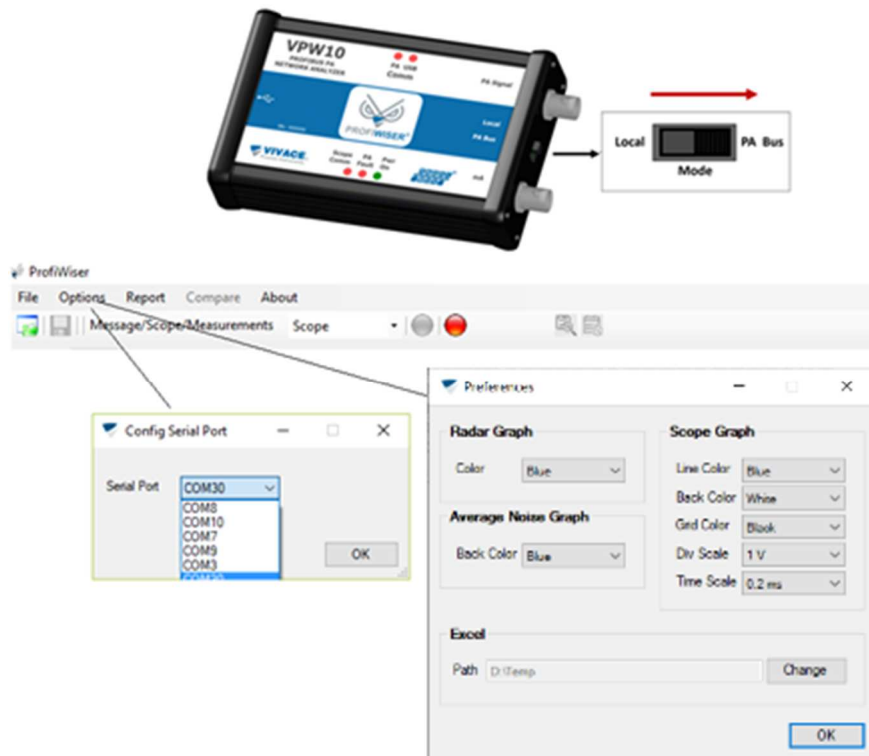 VPW10
PROFIBUS PA
NETWORK ANALYZER
PA USB
Comm
PA Signal
Local
PA Bus
PROFIWISER
Scope
Comm
PA
Fault
Pwr
On
mA
VIVACE
Local
PA Bus
Mode
ProfiWiser
File Options Report Compare About
Message/Scope/Measurements Scope
Preferences
Radar Graph
Color Blue
Average Noise Graph
Back Color Blue
Scope Graph
Line Color Blue
Back Color White
Grid Color Black
Div Scale 1 V
Time Scale 0.2 ms
Excel
Path D:\Temp Change
OK
Config Serial Port
Serial Port COM30
COM8
COM10
COM7
COM9
COM3
OK